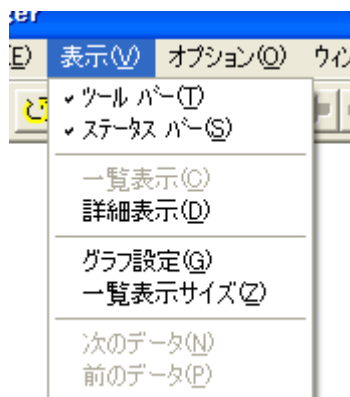 ger
(E) 表示(V) オプション(O) ウィン
ツール バー(T)
ステータス バー(S)
一覧表示(C)
詳細表示(D)
グラフ設定(G)
一覧表示サイズ(Z)
次のデータ(N)
前のデータ(P)